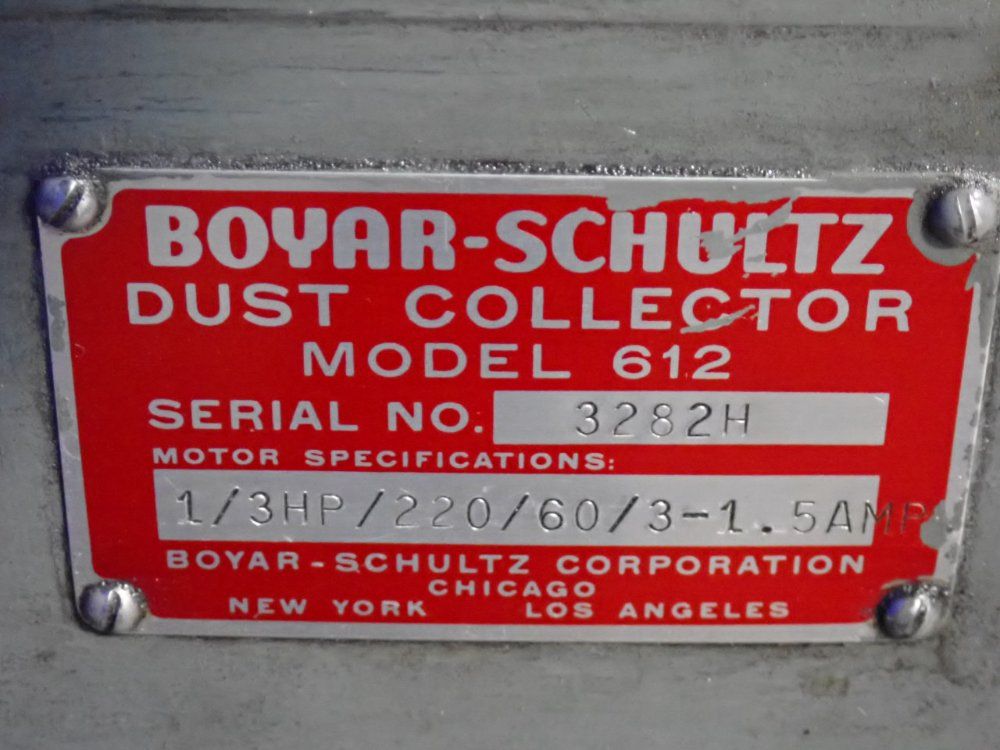 BOYAR-SCHULTZ
DUST COLLECTOR
MODEL 612
SERIAL NO. 3282H
MOTOR SPECIFICATIONS:
1/3HP/220/60/3-1.5AMP
BOYAR-SCHULTZ CORPORATION
CHICAGO
NEW YORK LOS ANGELES